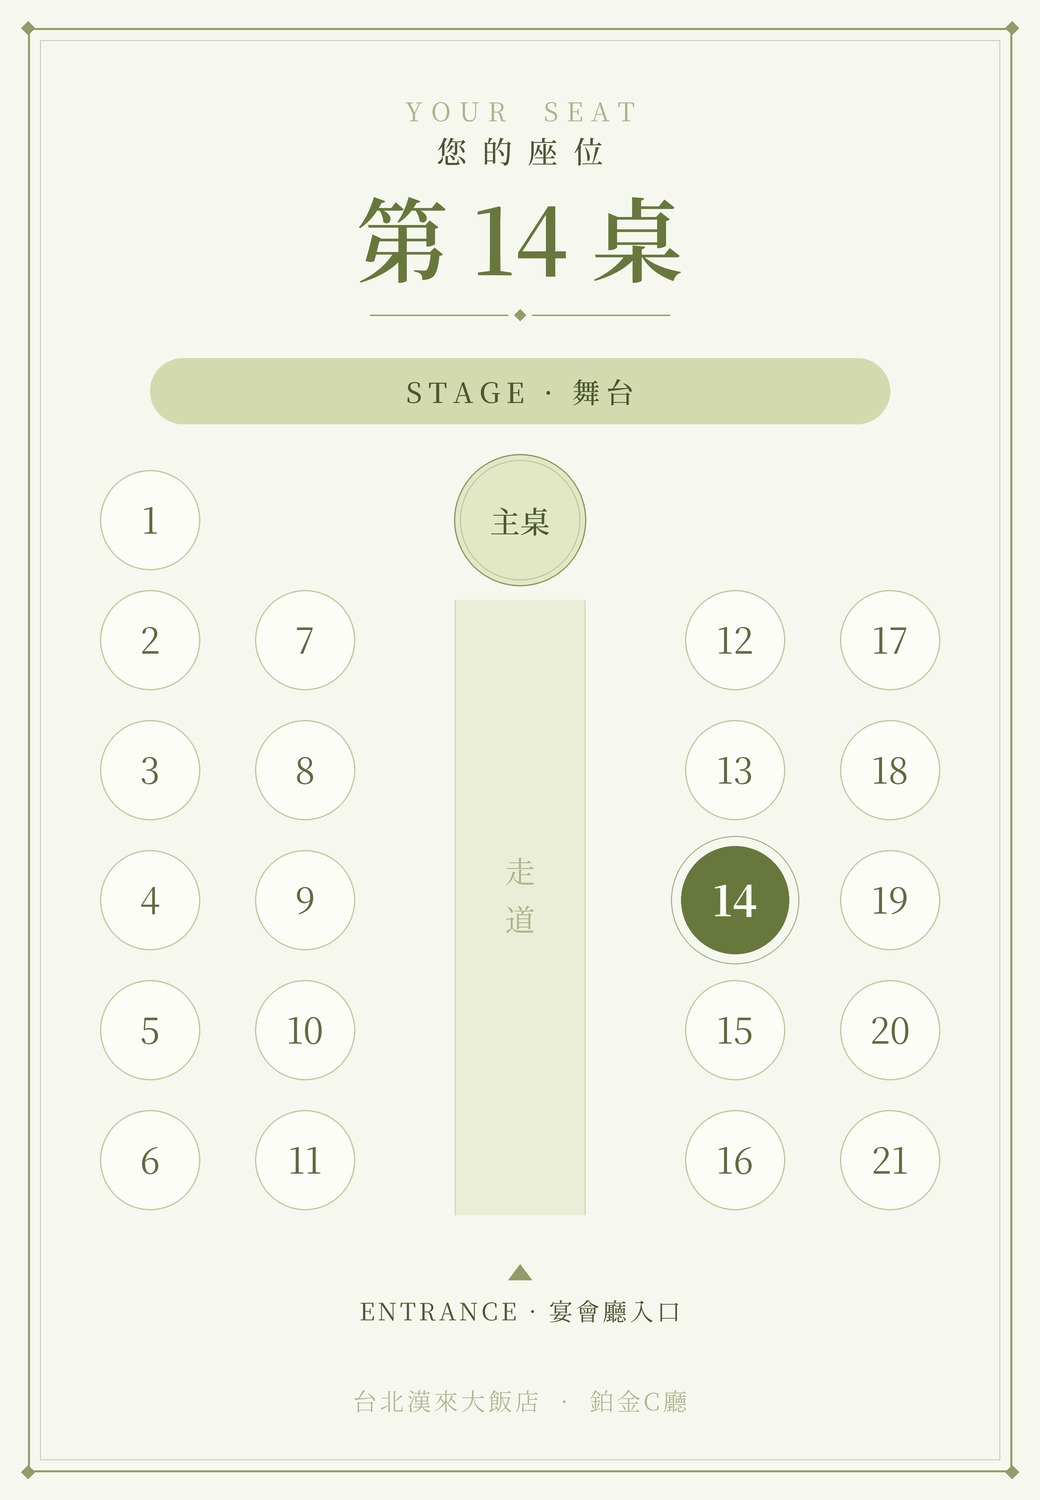 YOUR SEAT
您的座位
第 14 桌
STAGE · 舞台
1
主桌
2 7 12 17
3 8 13 18
走道
4 9 14 19
5 10 15 20
6 11 16 21
ENTRANCE · 宴會廳入口
台北漢來大飯店 · 鉑金C廳